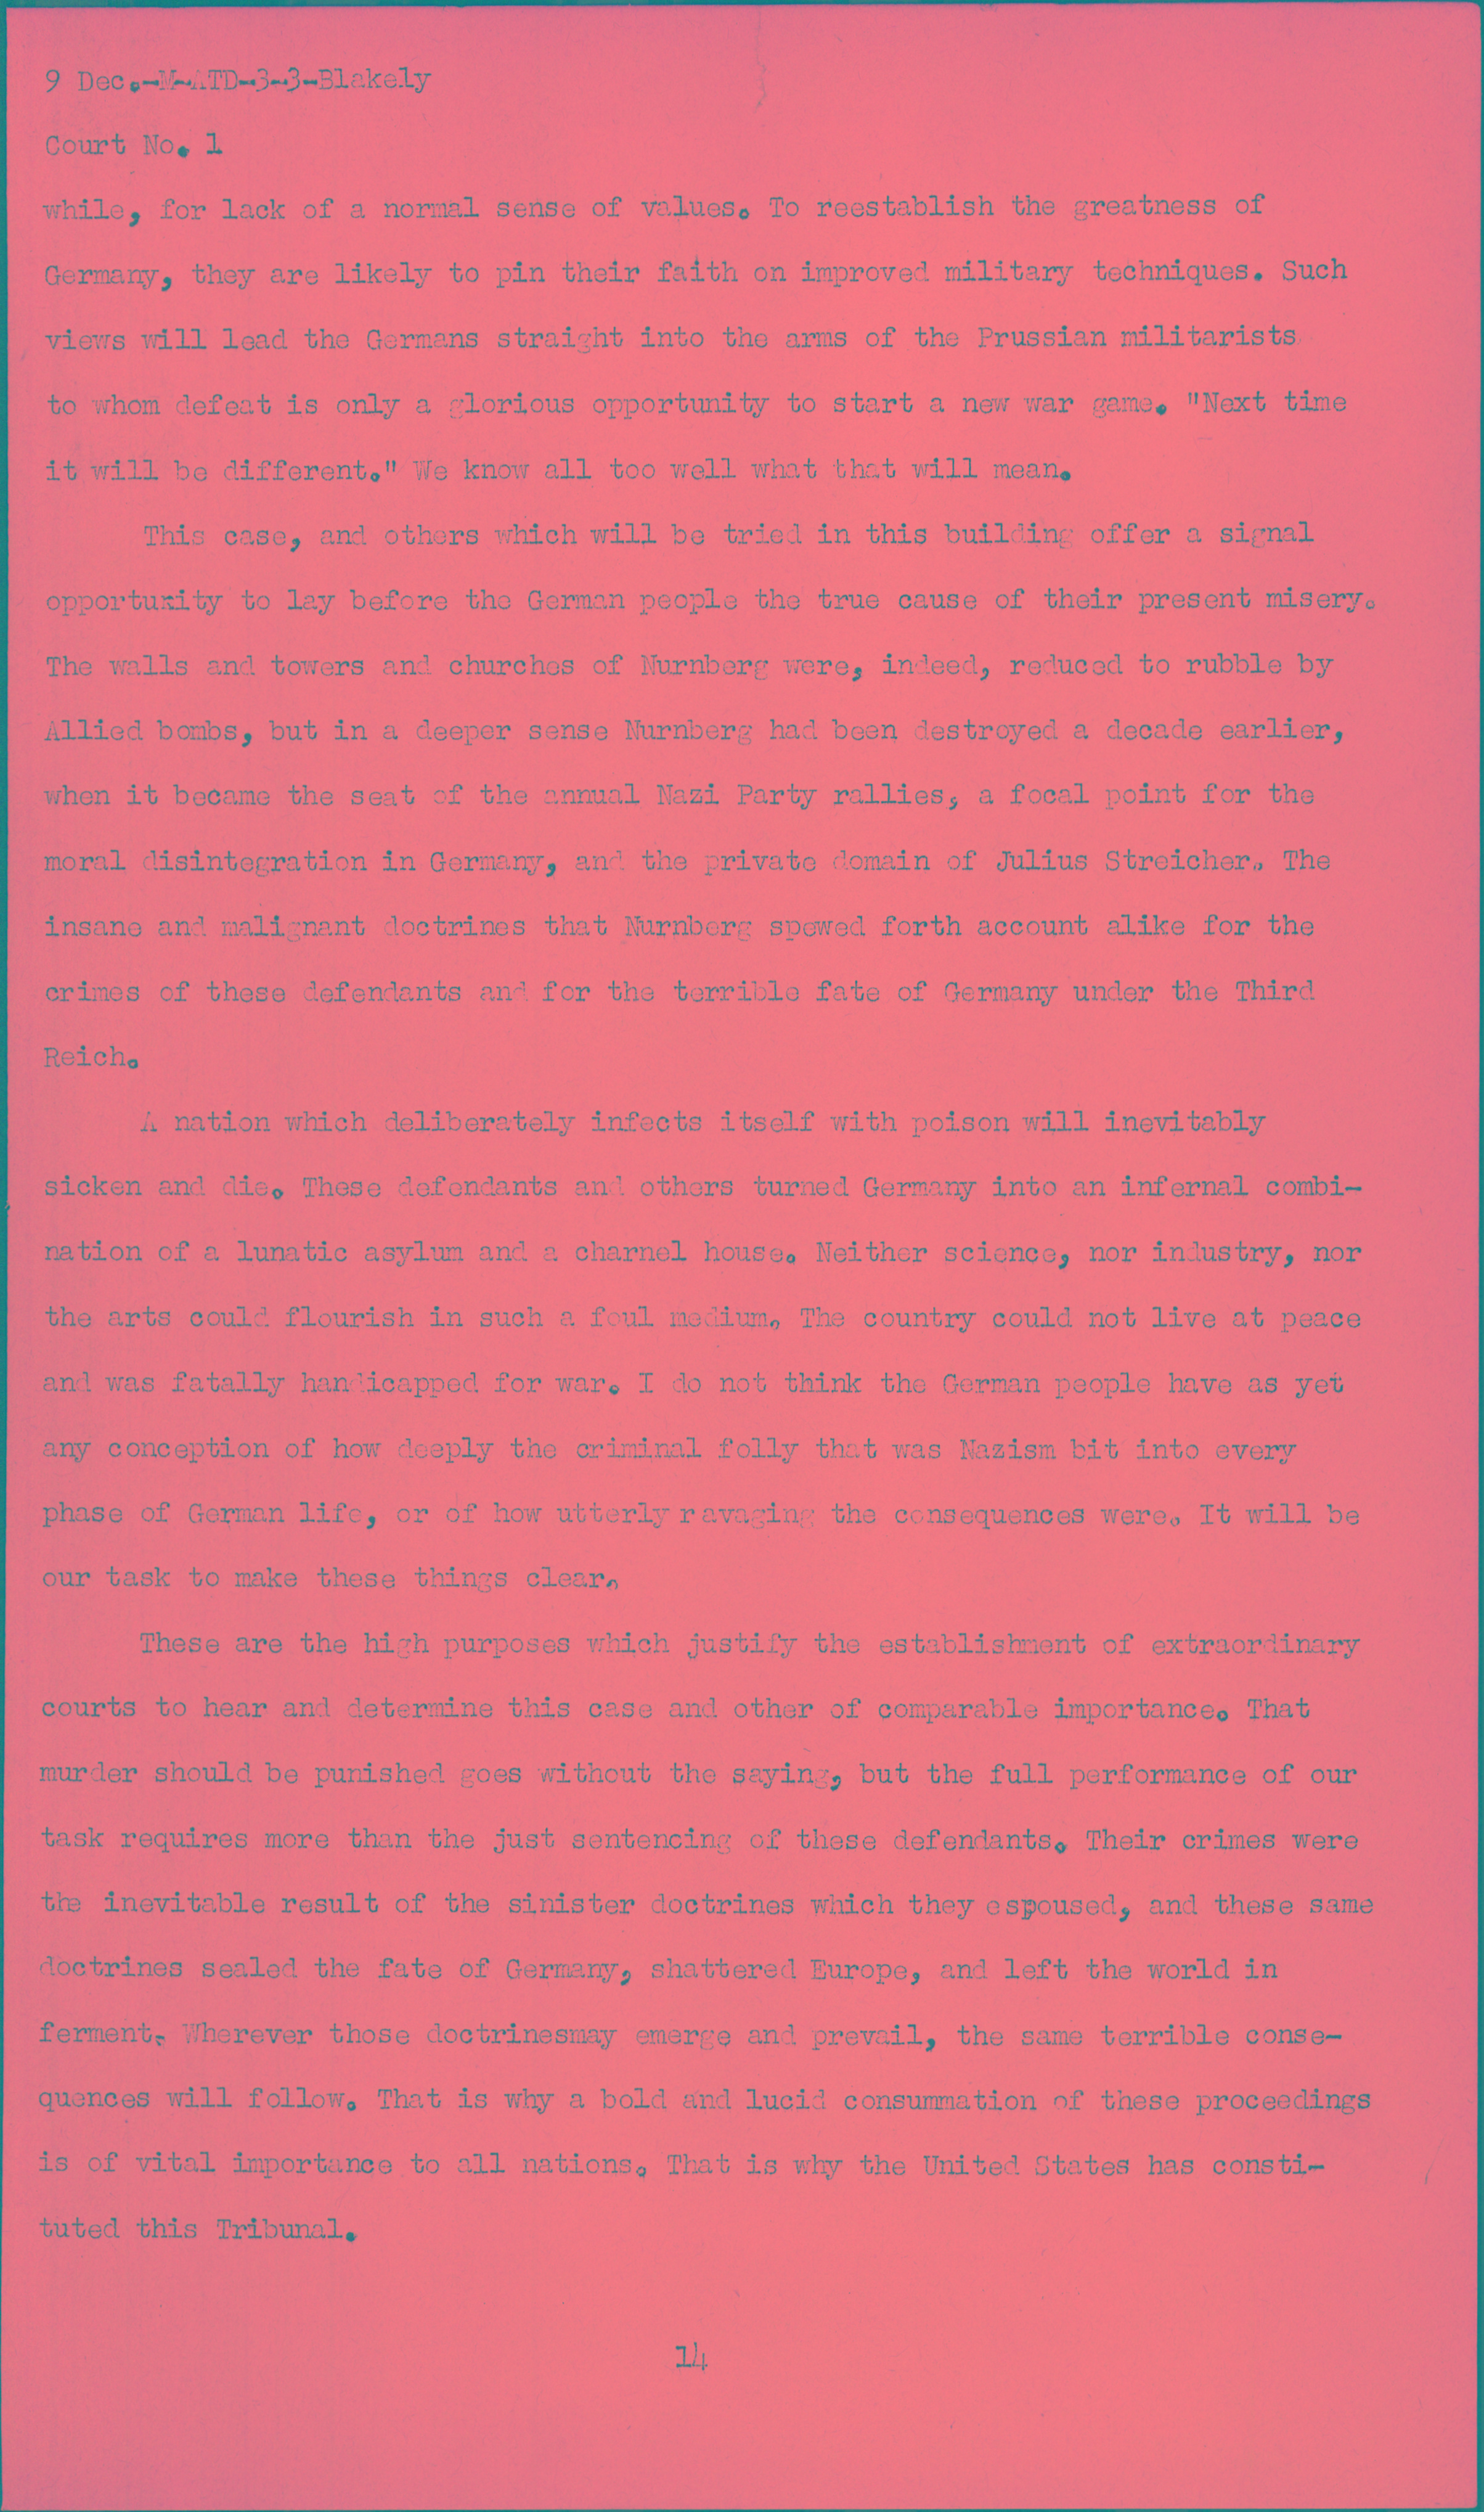 9 Dec.-M-ATD-3-3-Blakely
Court No. 1
while, for lack of a normal sense of values. To reestablish the greatness of
Germany, they are likely to pin their faith on improved military techniques. Such
views will lead the Germans straight into the arms of the Prussian militarists
to whom defeat is only a glorious opportunity to start a new war game. "Next time
it will be different." We know all too well what that will mean.
This case, and others which will be tried in this building offer a signal
opportunity to lay before the German people the true cause of their present misery.
The walls and towers and churches of Nurnberg were, indeed, reduced to rubble by
Allied bombs, but in a deeper sense Nurnberg had been destroyed a decade earlier,
when it became the seat of the annual Nazi Party rallies, a focal point for the
moral disintegration in Germany, and the private domain of Julius Streicher. The
insane and malignant doctrines that Nurnberg spewed forth account alike for the
crimes of these defendants and for the terrible fate of Germany under the Third
Reich.
A nation which deliberately infects itself with poison will inevitably
sicken and die. These defendants and others turned Germany into an infernal combi-
nation of a lunatic asylum and a charnel house. Neither science, nor industry, nor
the arts could flourish in such a foul medium. The country could not live at peace
and was fatally handicapped for war. I do not think the German people have as yet
any conception of how deeply the criminal folly that was Nazism bit into every
phase of German life, or of how utterly ravaging the consequences were. It will be
our task to make these things clear.
These are the high purposes which justify the establishment of extraordinary
courts to hear and determine this case and other of comparable importance. That
murder should be punished goes without the saying, but the full performance of our
task requires more than the just sentencing of these defendants. Their crimes were
the inevitable result of the sinister doctrines which they espoused, and these same
doctrines sealed the fate of Germany, shattered Europe, and left the world in
ferment. Wherever those doctrinesmay emerge and prevail, the same terrible conse-
quences will follow. That is why a bold and lucid consummation of these proceedings
is of vital importance to all nations. That is why the United States has consti-
tuted this Tribunal.
14